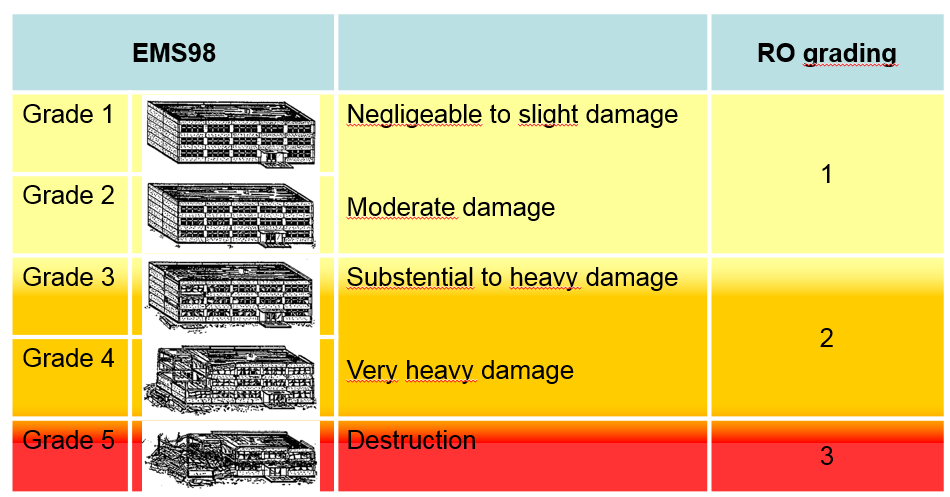 EMS98
RO grading
Grade 1
Negligeable to slight damage
1
Grade 2
Moderate damage
Grade 3
Substential to heavy damage
2
Grade 4
Very heavy damage
Grade 5
Destruction
3